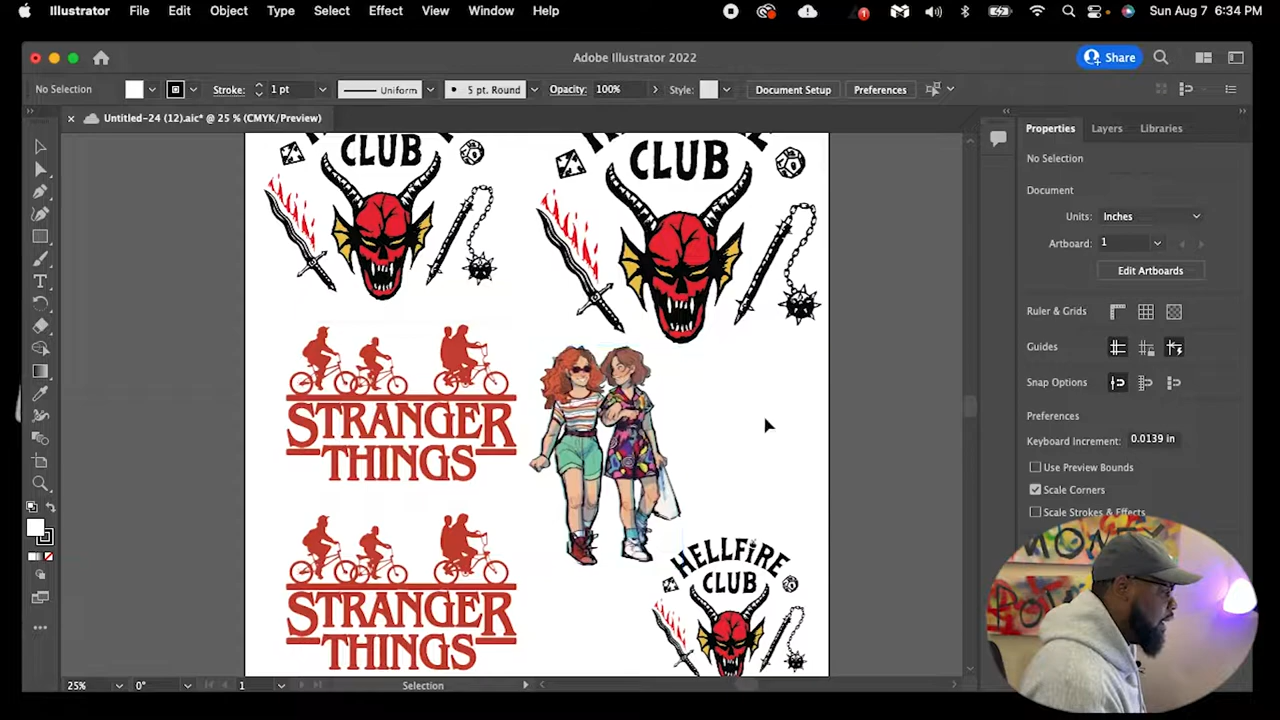 Illustrator File Edit Object Type Select Effect View Window Help
1
Sun Aug 7 6:34 PM
Adobe Illustrator 2022
Share
No Selection
Stroke:
1 pt
Uniform
5 pt. Round
Opacity:
100%
Style:
Document Setup
Preferences
Untitled-24 (12).aic* @ 25 % (CMYK/Preview)
CLUB
CLUB
STRANGER
THINGS
STRANGER
THINGS
HELLFIRE
CLUB
25%
0°
1
Selection
Properties
Layers
Libraries
No Selection
Document
Units:
Inches
Artboard:
1
Edit Artboards
Ruler & Grids
Guides
Snap Options
Preferences
Keyboard Increment:
0.0139 in
Use Preview Bounds
Scale Corners
Scale Strokes & Effects